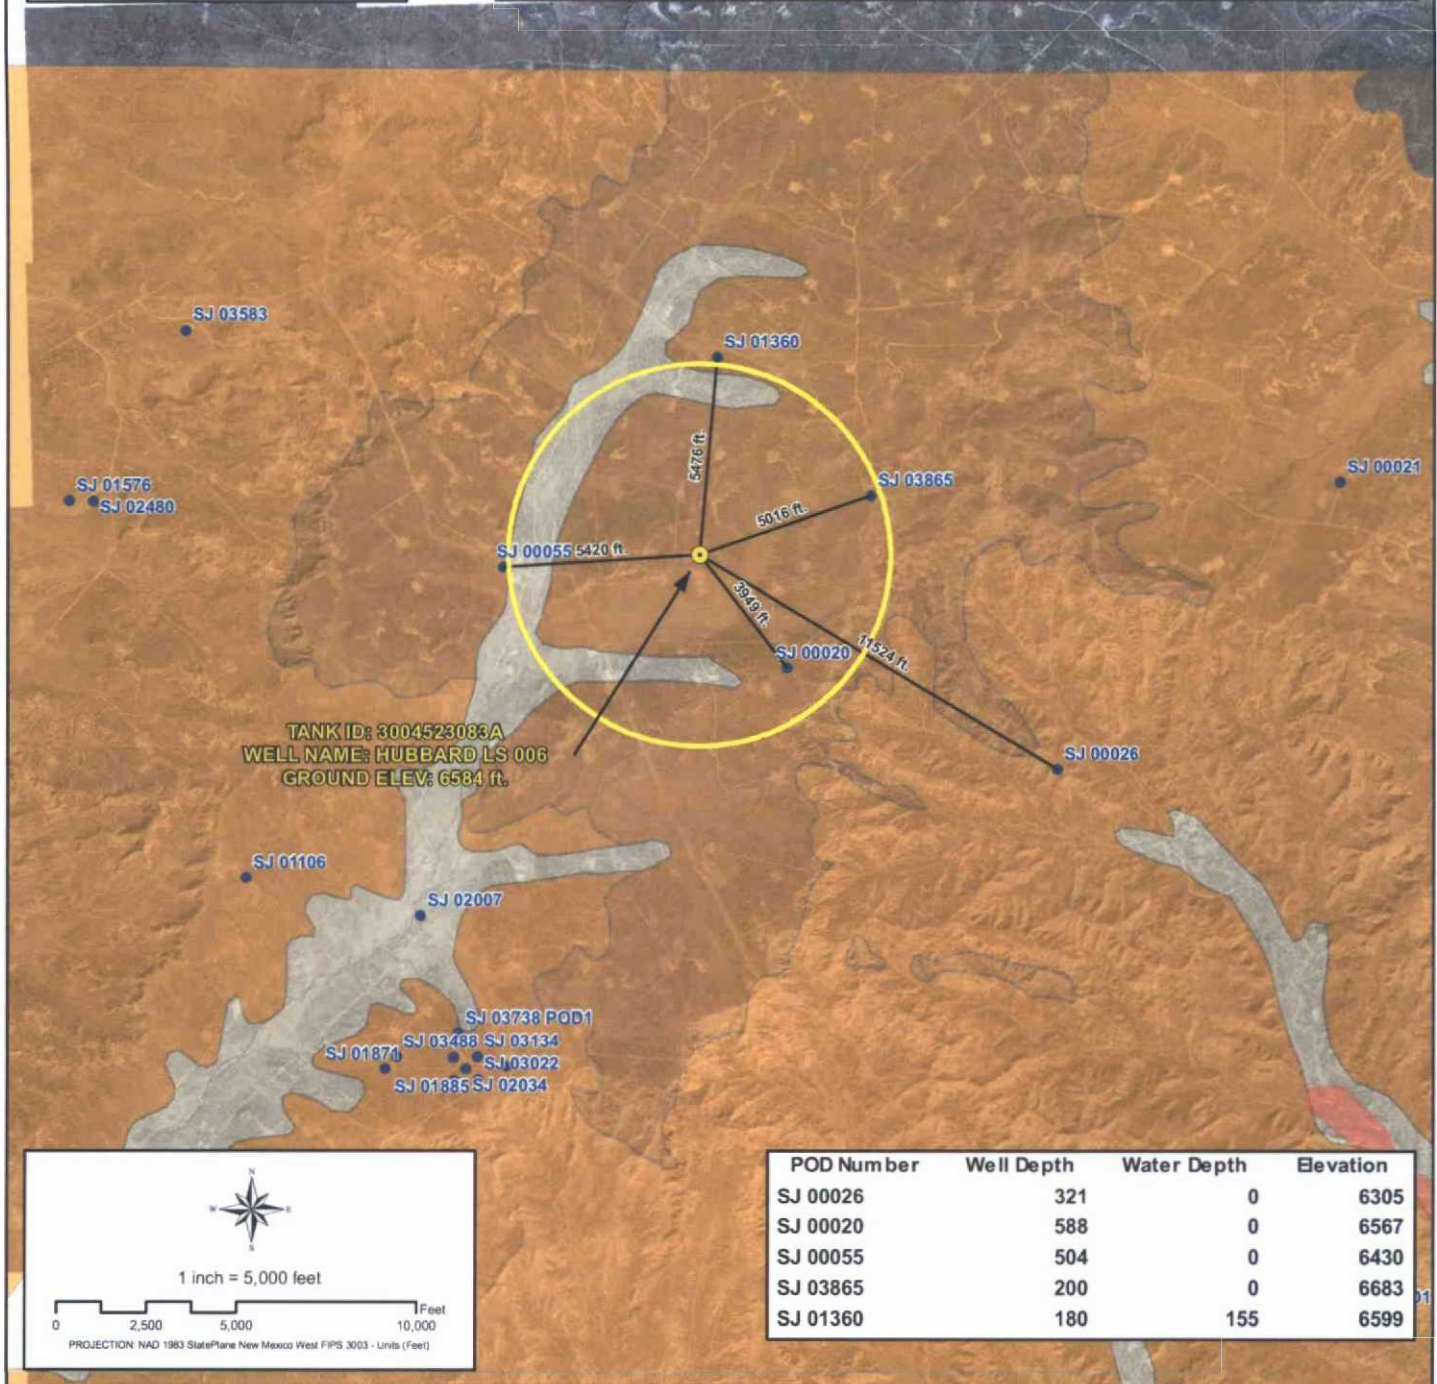 SJ 03583
SJ 01360
5476 ft.
SJ 01576
SJ 02480
SJ 03865
5016 ft.
SJ 00021
SJ 00055 5420 ft.
3949 ft.
SJ 00020
11524 ft.
TANK ID: 3004523083A
WELL NAME: HUBBARD LS 006
GROUND ELEV: 6584 ft.
SJ 00026
SJ 01106
SJ 02007
SJ 03738 POD1
SJ 03488 SJ 03134
SJ 01871
SJ 03022
SJ 01885 SJ 02034
N
W E
S
1 inch = 5,000 feet
Feet
0 2,500 5,000 10,000
PROJECTION: NAD 1983 StatePlane New Mexico West FIPS 3003 - Units (Feet)
POD Number Well Depth Water Depth Elevation
SJ 00026 321 0 6305
SJ 00020 588 0 6567
SJ 00055 504 0 6430
SJ 03865 200 0 6683
SJ 01360 180 155 6599